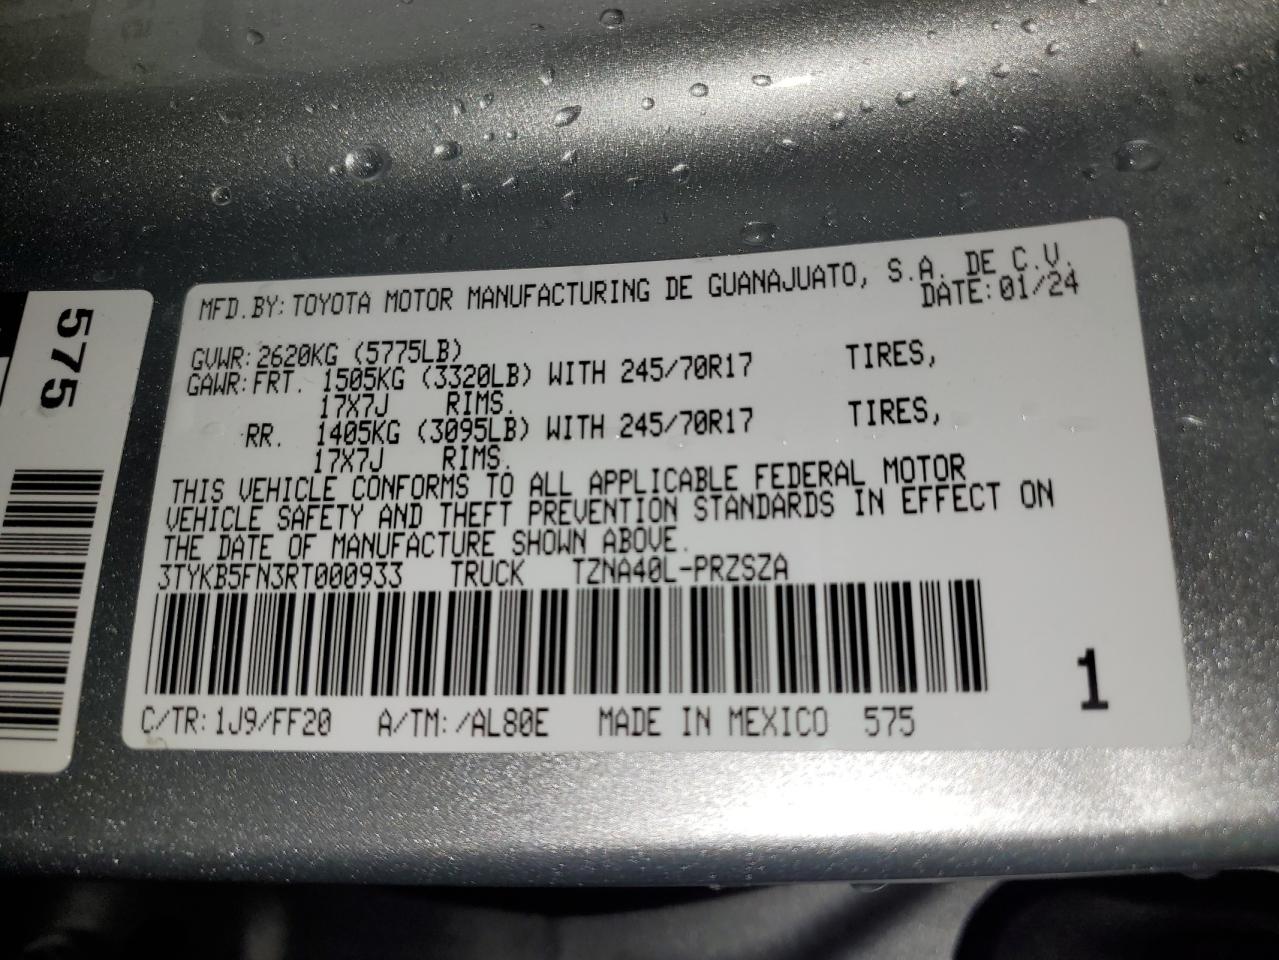 MFD.BY:TOYOTA MOTOR MANUFACTURING DE GUANAJUATO, S.A. DE C.V.
DATE:01/24
GVWR:2620KG (5775LB)
GAWR:FRT. 1505KG (3320LB) WITH 245/70R17 TIRES,
17X7J RIMS.
RR. 1405KG (3095LB) WITH 245/70R17 TIRES,
17X7J RIMS.
THIS VEHICLE CONFORMS TO ALL APPLICABLE FEDERAL MOTOR
VEHICLE SAFETY AND THEFT PREVENTION STANDARDS IN EFFECT ON
THE DATE OF MANUFACTURE SHOWN ABOVE.
3TYKB5FN3RT000933 TRUCK TZNA40L-PRZSZA
1
C/TR:1J9/FF20 A/TM:/AL80E MADE IN MEXICO 575
575